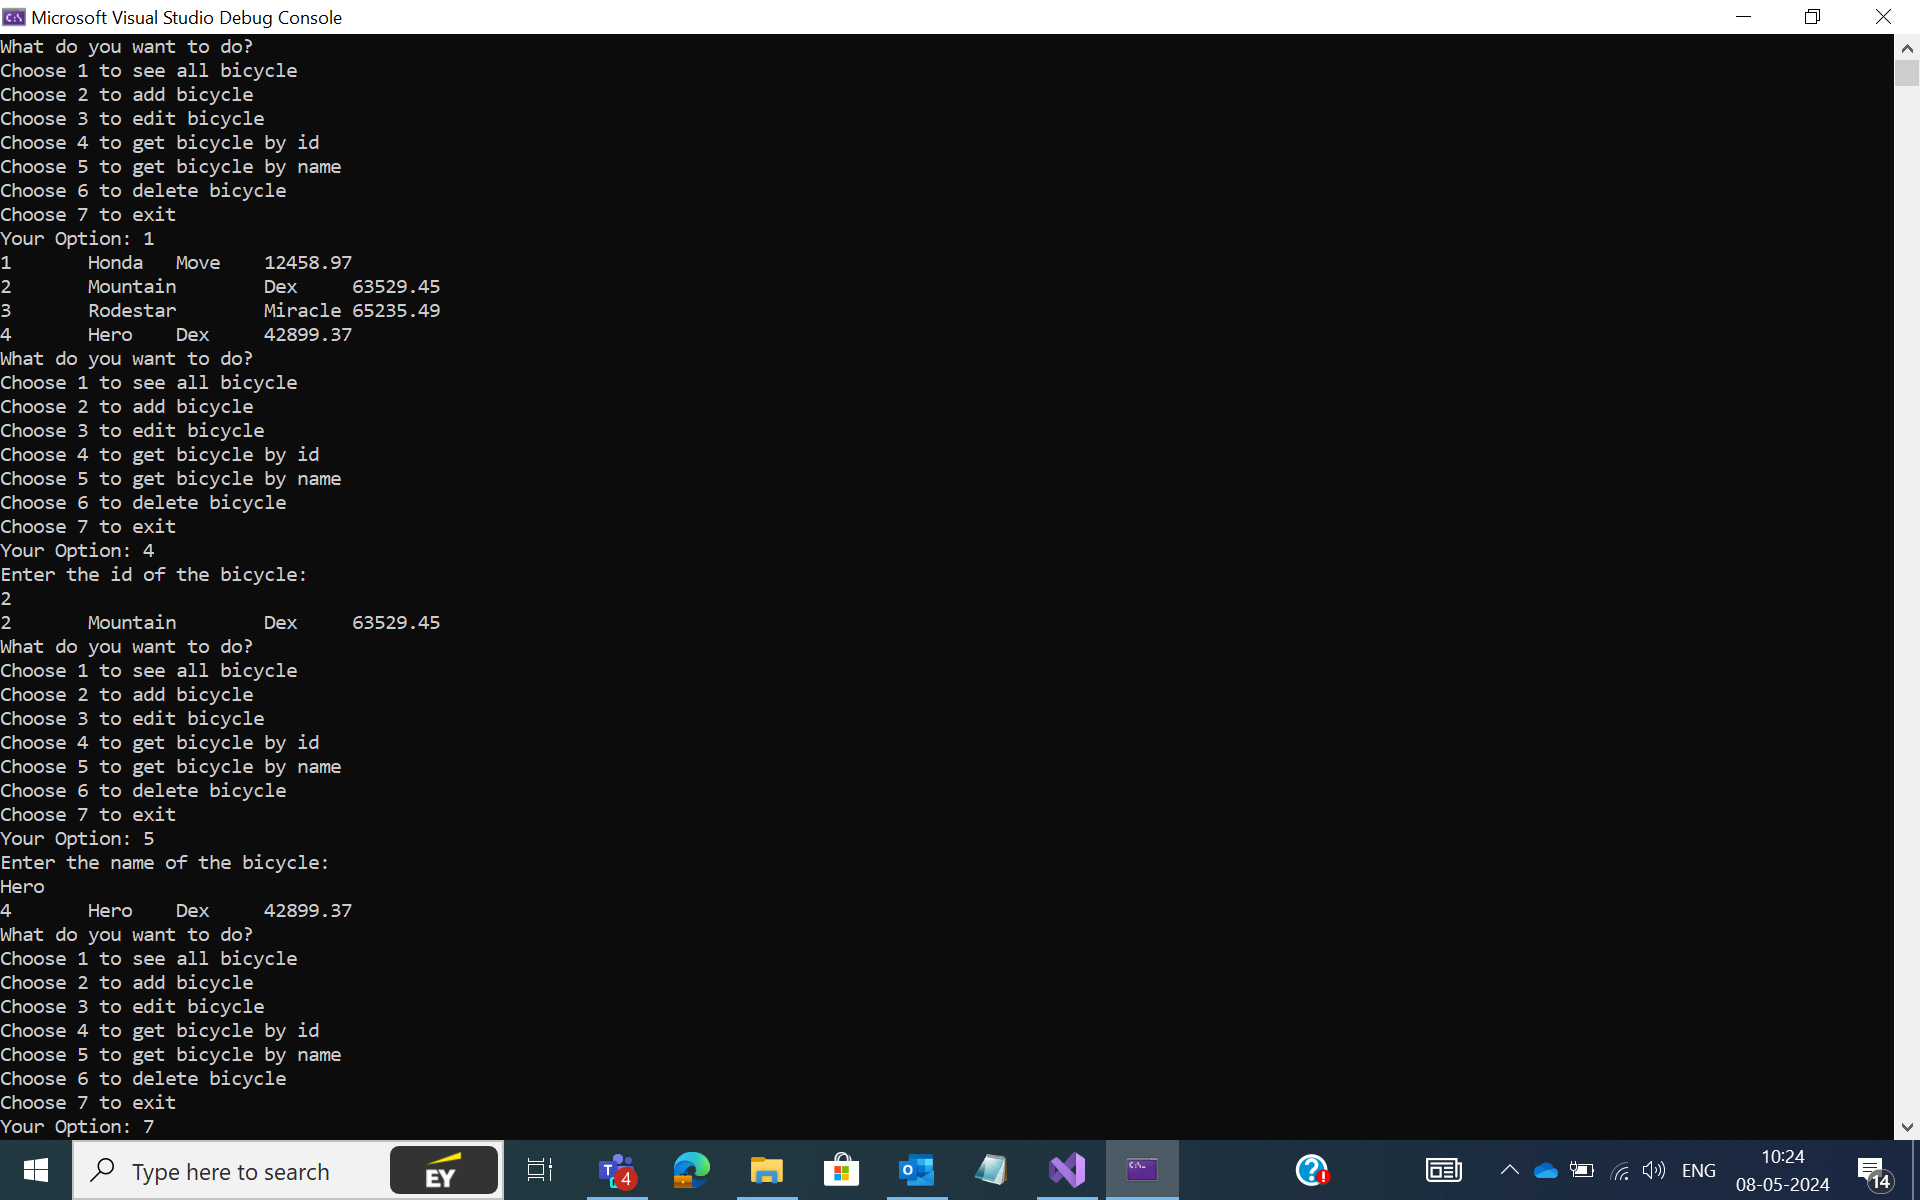 Microsoft Visual Studio Debug Console
What do you want to do?
Choose 1 to see all bicycle
Choose 2 to add bicycle
Choose 3 to edit bicycle
Choose 4 to get bicycle by id
Choose 5 to get bicycle by name
Choose 6 to delete bicycle
Choose 7 to exit
Your Option: 1
1 Honda Move 12458.97
2 Mountain Dex 63529.45
3 Rodestar Miracle 65235.49
4 Hero Dex 42899.37
What do you want to do?
Choose 1 to see all bicycle
Choose 2 to add bicycle
Choose 3 to edit bicycle
Choose 4 to get bicycle by id
Choose 5 to get bicycle by name
Choose 6 to delete bicycle
Choose 7 to exit
Your Option: 4
Enter the id of the bicycle:
2
2 Mountain Dex 63529.45
What do you want to do?
Choose 1 to see all bicycle
Choose 2 to add bicycle
Choose 3 to edit bicycle
Choose 4 to get bicycle by id
Choose 5 to get bicycle by name
Choose 6 to delete bicycle
Choose 7 to exit
Your Option: 5
Enter the name of the bicycle:
Hero
4 Hero Dex 42899.37
What do you want to do?
Choose 1 to see all bicycle
Choose 2 to add bicycle
Choose 3 to edit bicycle
Choose 4 to get bicycle by id
Choose 5 to get bicycle by name
Choose 6 to delete bicycle
Choose 7 to exit
Your Option: 7
Type here to search
EY
4
ENG
10:24
08-05-2024
14